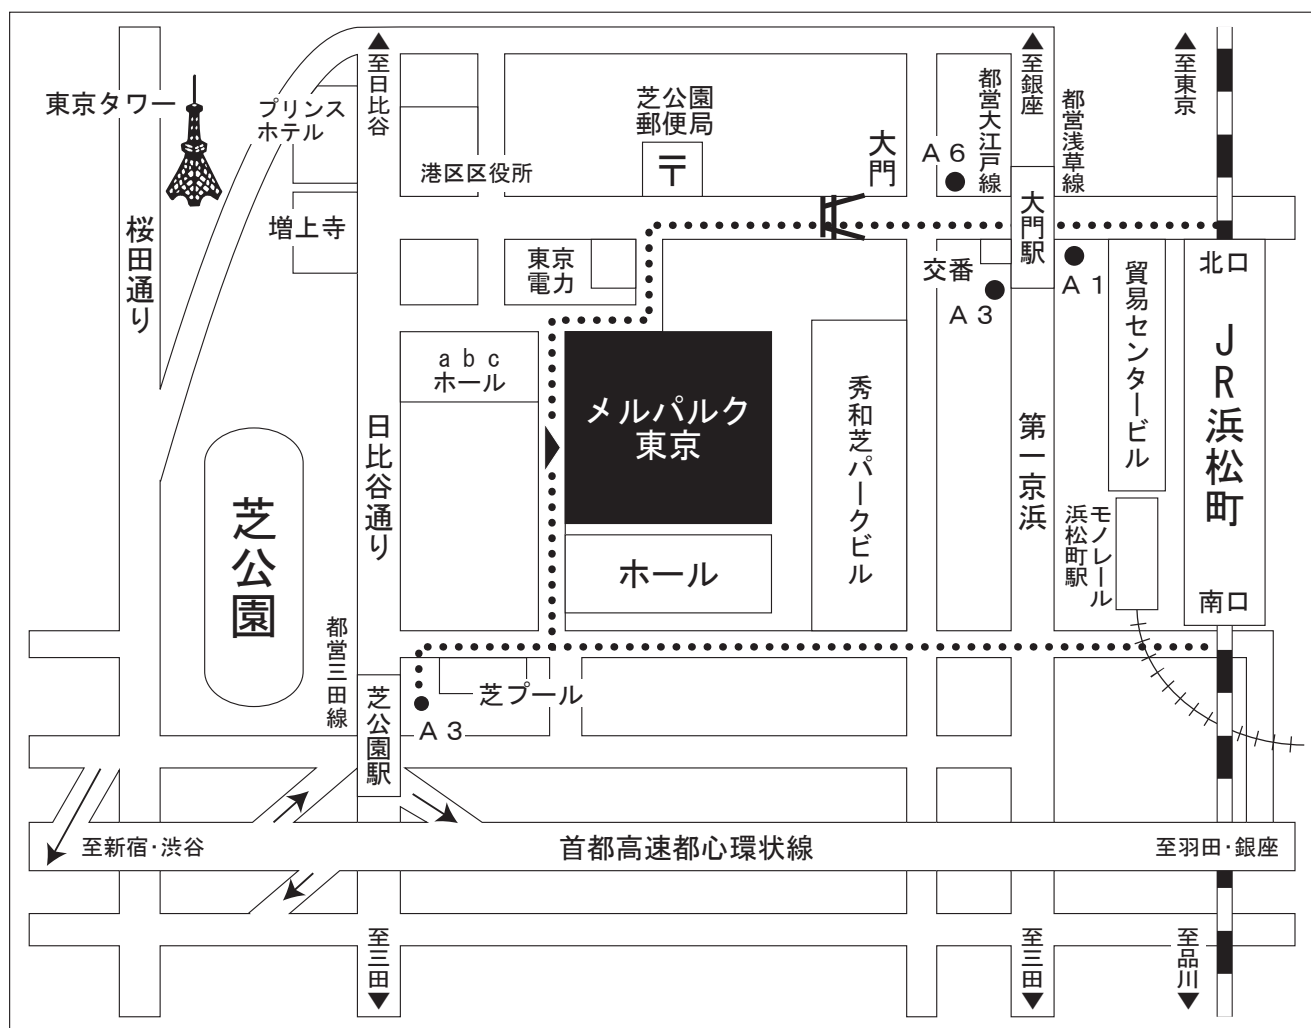 ▲至日比谷
▲至銀座
▲至東京
東京タワー
プリンス
ホテル
芝公園
郵便局
〒
大門
A6
都営大江戸線
都営浅草線
港区区役所
増上寺
桜田通り
東京
電力
交番
A3
大門駅
A1
北口
貿易センタービル
JR浜松町
abc
ホール
メルパルク
東京
秀和芝パークビル
第一京浜
日比谷通り
芝公園
ホール
モノレール
浜松町駅
南口
都営三田線
芝公園駅
A3
芝プール
至新宿・渋谷
首都高速都心環状線
至羽田・銀座
至三田▼
至三田▼
至品川▼